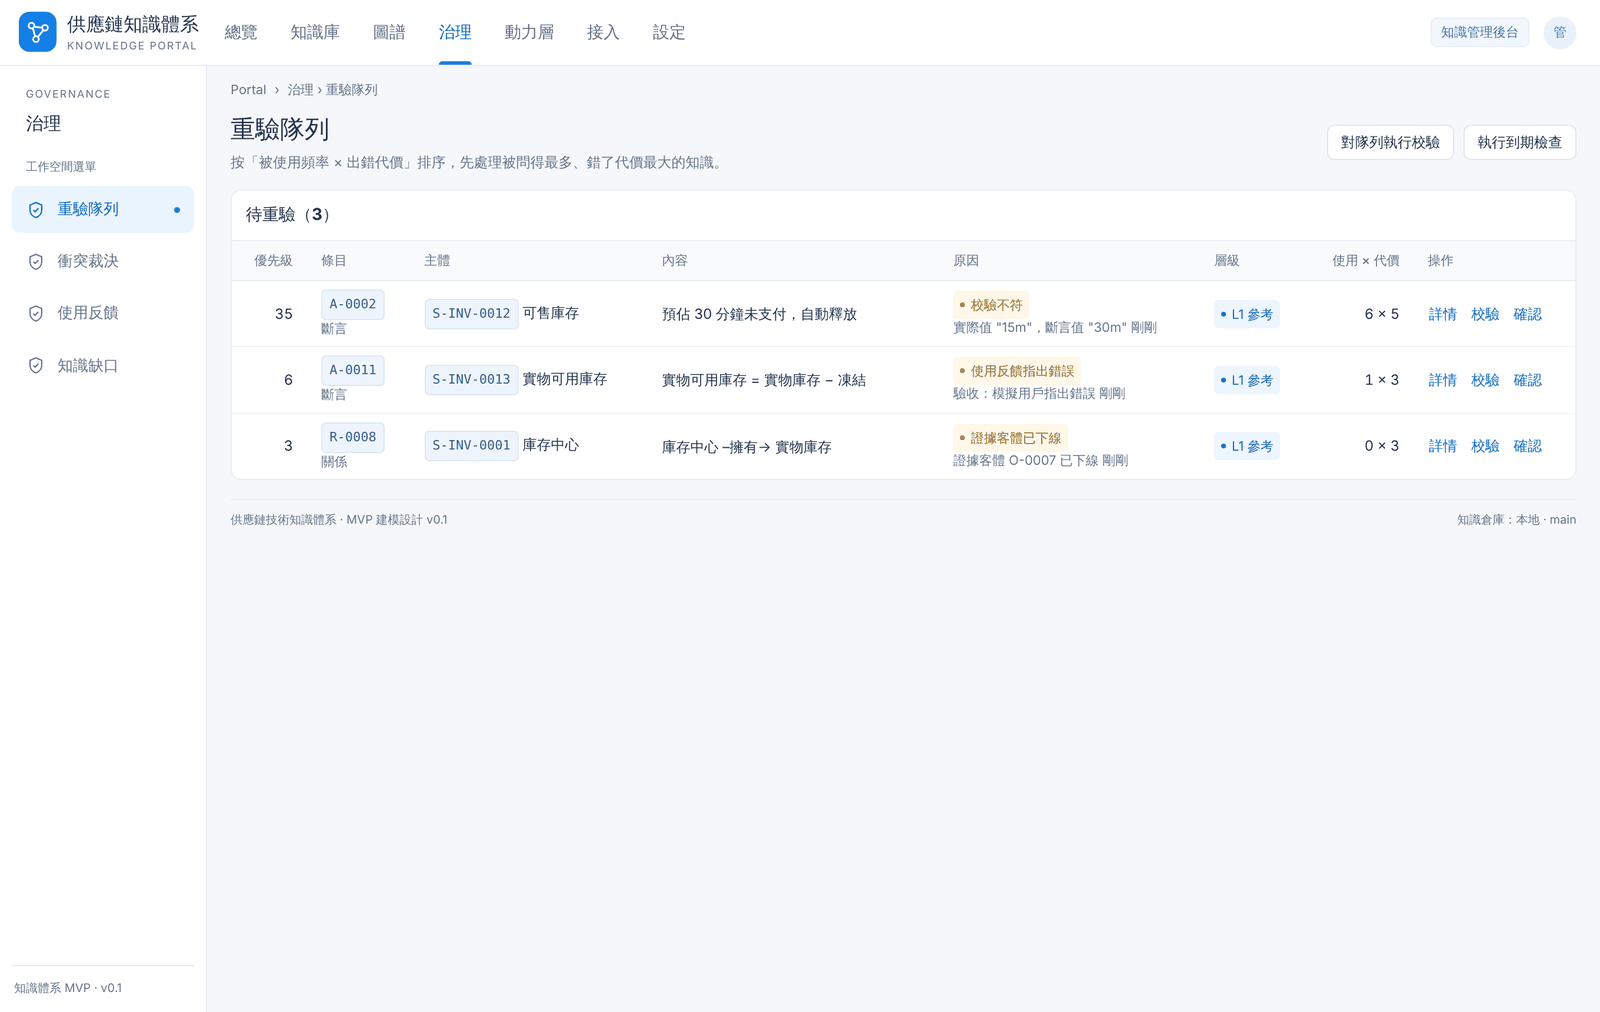 供應鏈知識體系
KNOWLEDGE PORTAL
總覽 知識庫 圖譜 治理 動力層 接入 設定
知識管理後台 管
GOVERNANCE
治理
工作空間選單
重驗隊列
衝突裁決
使用反饋
知識缺口
知識體系 MVP · v0.1
Portal › 治理 › 重驗隊列
重驗隊列
按「被使用頻率 × 出錯代價」排序，先處理被問得最多、錯了代價最大的知識。
對隊列執行校驗 執行到期檢查
待重驗（3）
優先級 條目 主體 內容 原因 層級 使用 × 代價 操作
35 A-0002 斷言 S-INV-0012 可售庫存 預佔 30 分鐘未支付，自動釋放 校驗不符 L1 參考 6 × 5 詳情 校驗 確認
實際值 "15m"，斷言值 "30m" 剛剛
6 A-0011 斷言 S-INV-0013 實物可用庫存 實物可用庫存 = 實物庫存 − 凍結 使用反饋指出錯誤 L1 參考 1 × 3 詳情 校驗 確認
驗收：模擬用戶指出錯誤 剛剛
3 R-0008 關係 S-INV-0001 庫存中心 庫存中心 —擁有→ 實物庫存 證據客體已下線 L1 參考 0 × 3 詳情 校驗 確認
證據客體 O-0007 已下線 剛剛
供應鏈技術知識體系 · MVP 建模設計 v0.1
知識倉庫：本地 · main